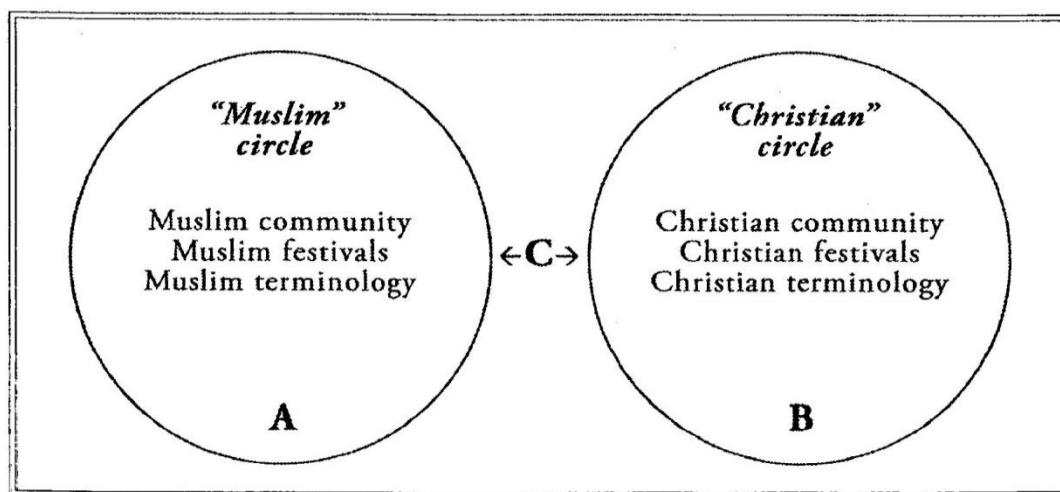 “Muslim”
circle
Muslim community
Muslim festivals
Muslim terminology
A
←C→
“Christian”
circle
Christian community
Christian festivals
Christian terminology
B